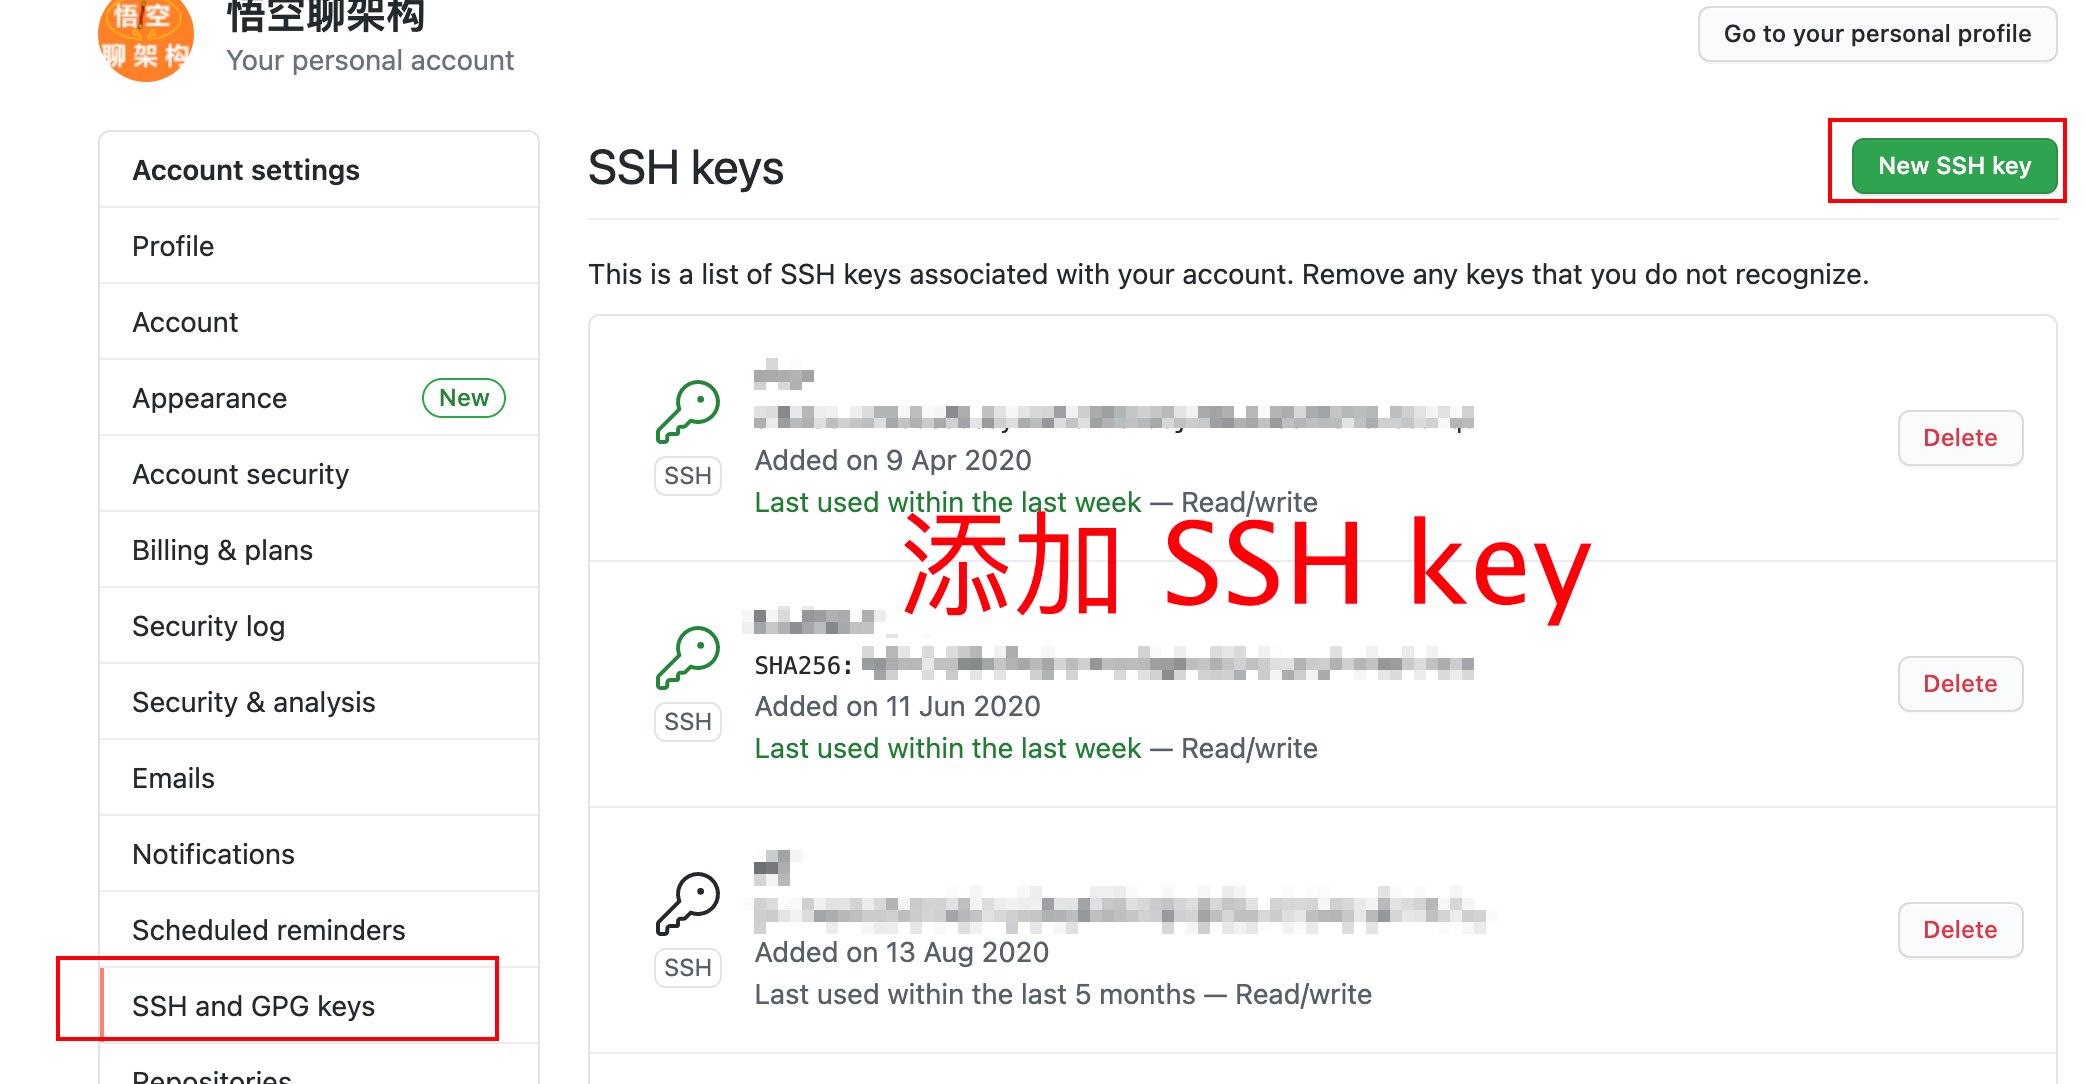 悟空
聊架构
悟空聊架构
Your personal account
Go to your personal profile
Account settings
Profile
Account
Appearance New
Account security
Billing & plans
Security log
Security & analysis
Emails
Notifications
Scheduled reminders
SSH and GPG keys
Repositories
SSH keys
New SSH key
This is a list of SSH keys associated with your account. Remove any keys that you do not recognize.
SSH
Added on 9 Apr 2020
Last used within the last week — Read/write
Delete
添加 SSH key
SSH
SHA256:
Added on 11 Jun 2020
Last used within the last week — Read/write
Delete
SSH
Added on 13 Aug 2020
Last used within the last 5 months — Read/write
Delete